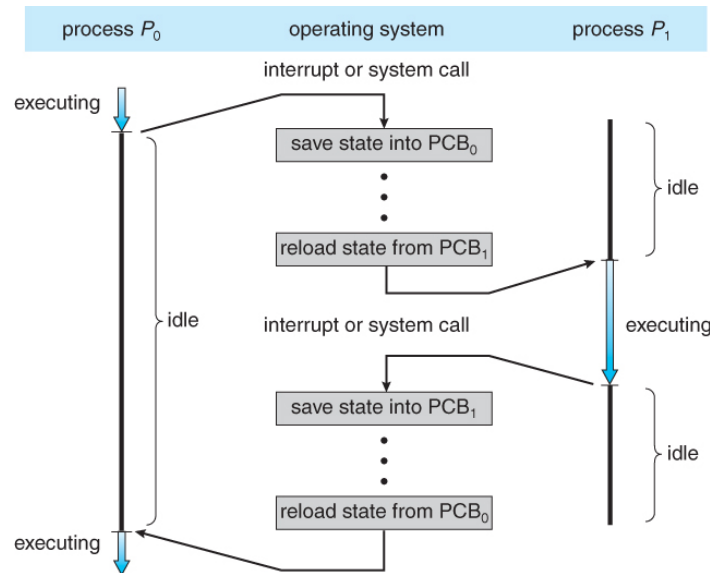 process P₀ operating system process P₁
interrupt or system call
executing
save state into PCB₀
idle
reload state from PCB₁
idle
interrupt or system call
executing
save state into PCB₁
idle
reload state from PCB₀
executing